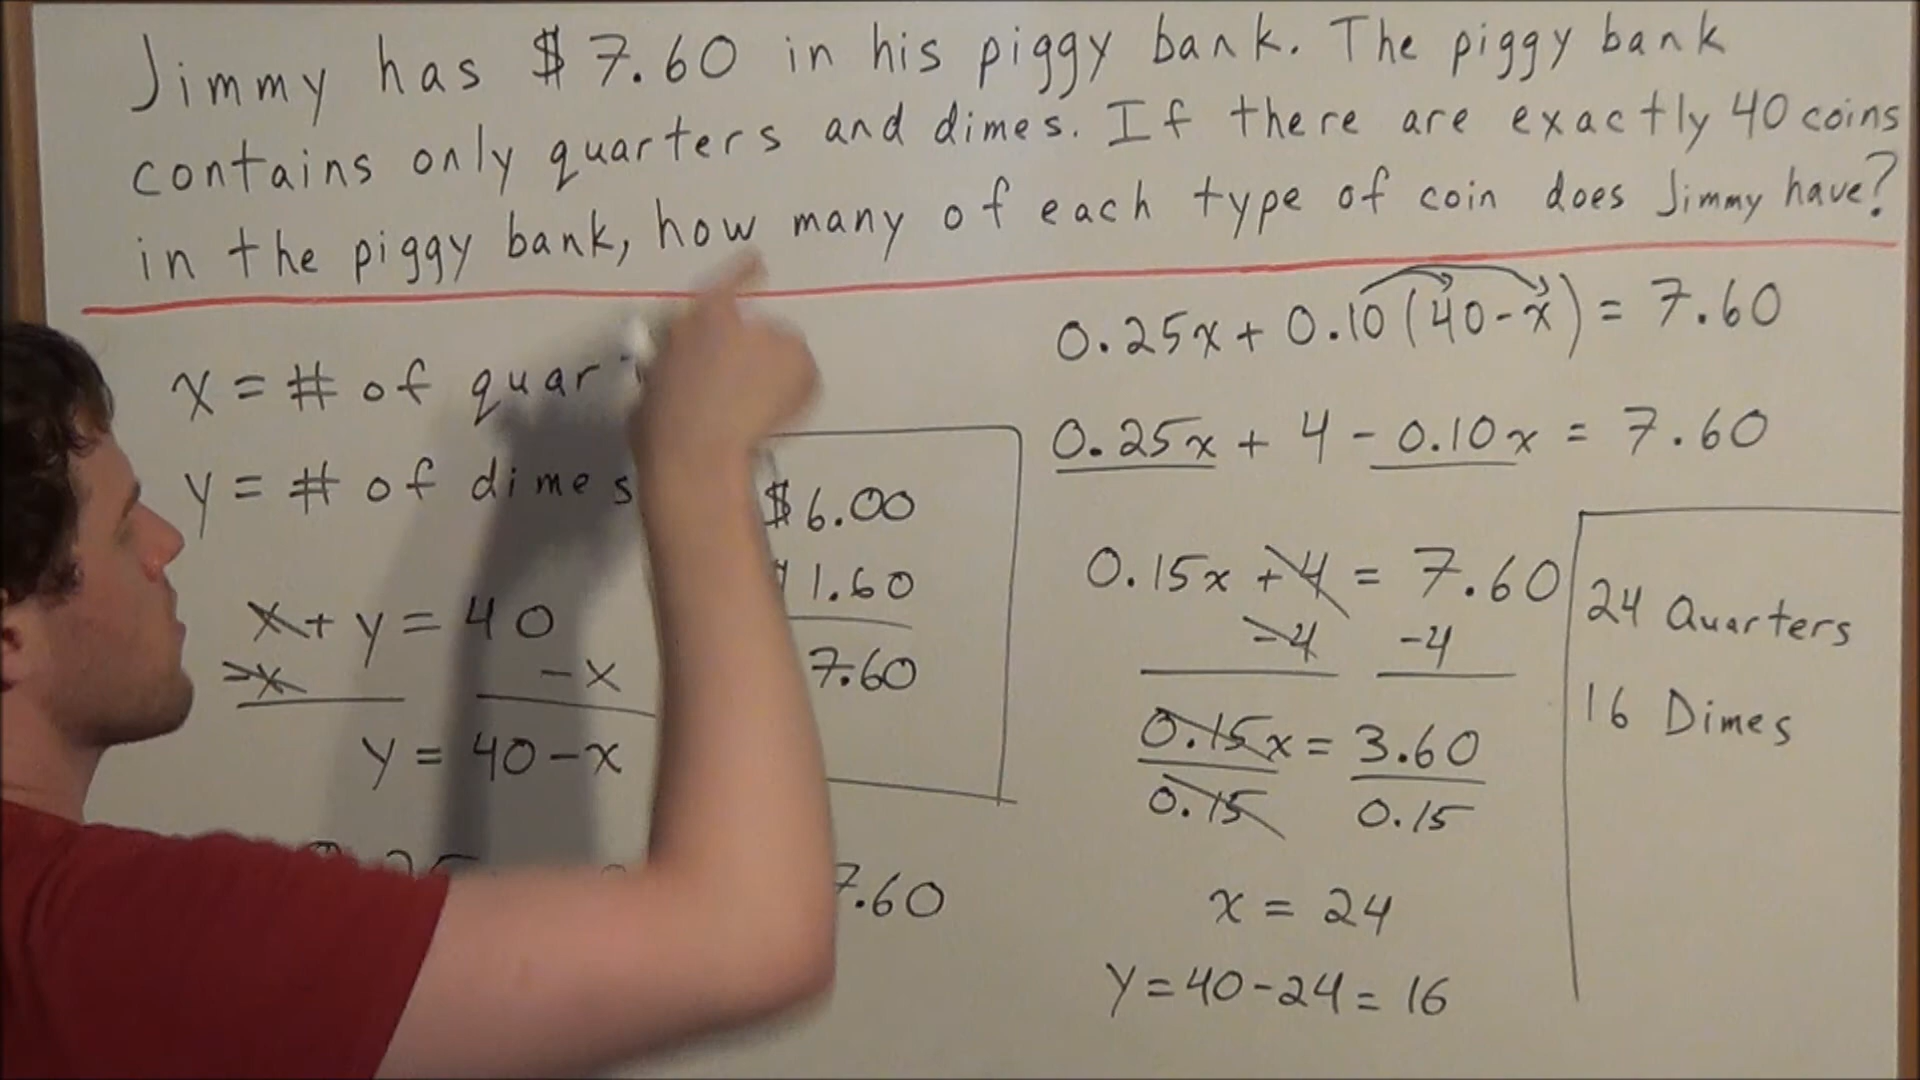 Jimmy has $7.60 in his piggy bank. The piggy bank
contains only quarters and dimes. If there are exactly 40 coins
in the piggy bank, how many of each type of coin does Jimmy have?
x = # of quar
y = # of dimes
x + y = 40
-x -x
y = 40 - x
7.60
$6.00
1.60
7.60
0.25x + 0.10(40 - x) = 7.60
0.25x + 4 - 0.10x = 7.60
0.15x + 4 = 7.60
-4 -4
0.15x = 3.60
0.15 0.15
x = 24
y = 40 - 24 = 16
24 Quarters
16 Dimes